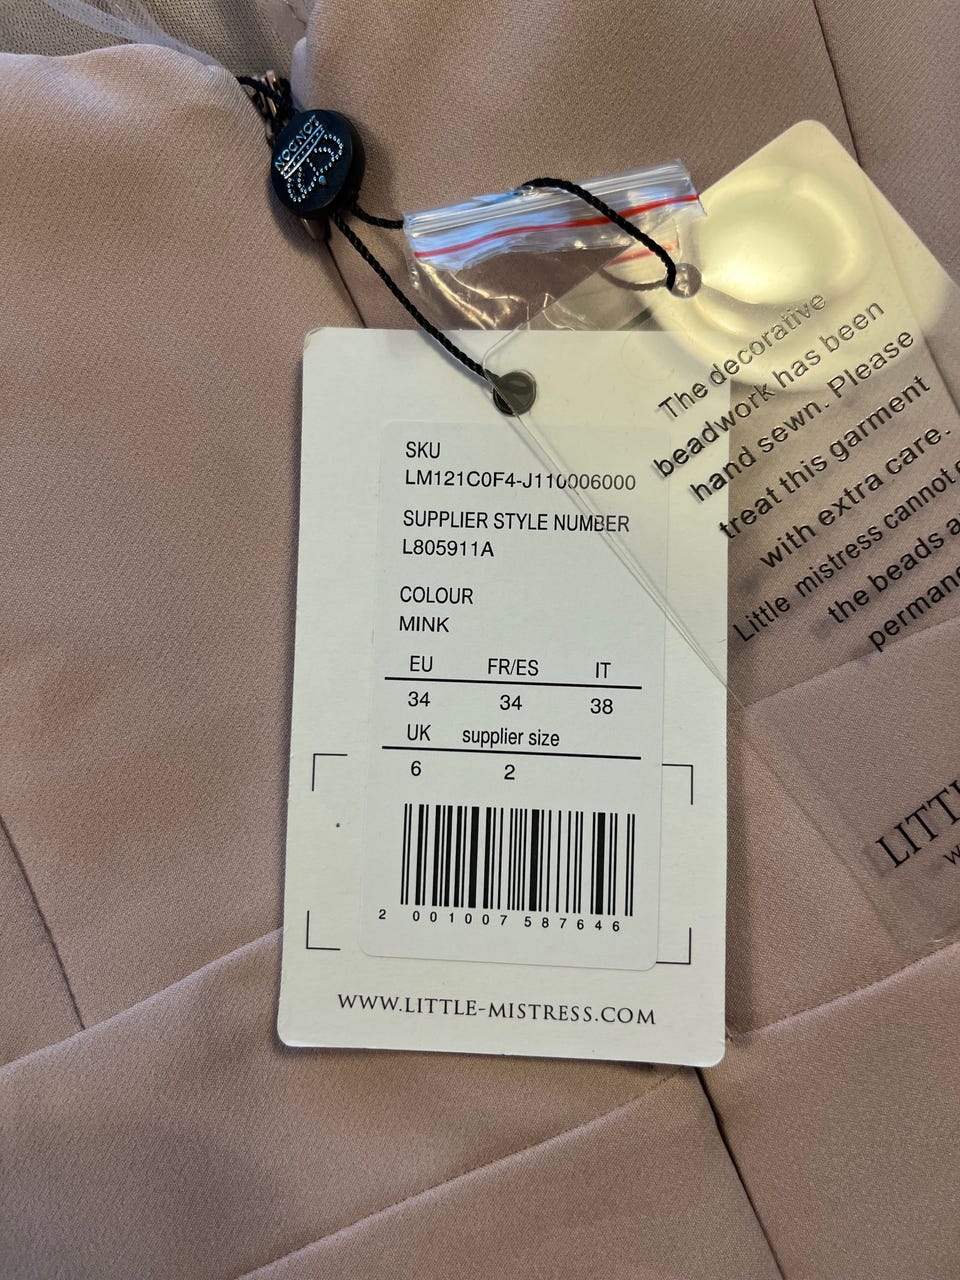 LONDON
SKU
LM121C0F4-J110006000
SUPPLIER STYLE NUMBER
L805911A
COLOUR
MINK
EU FR/ES IT
34 34 38
UK supplier size
6 2
2 001007 587646
WWW.LITTLE-MISTRESS.COM
The decorative
beadwork has been
hand sewn. Please
treat this garment
with extra care.
Little mistress cannot
the beads